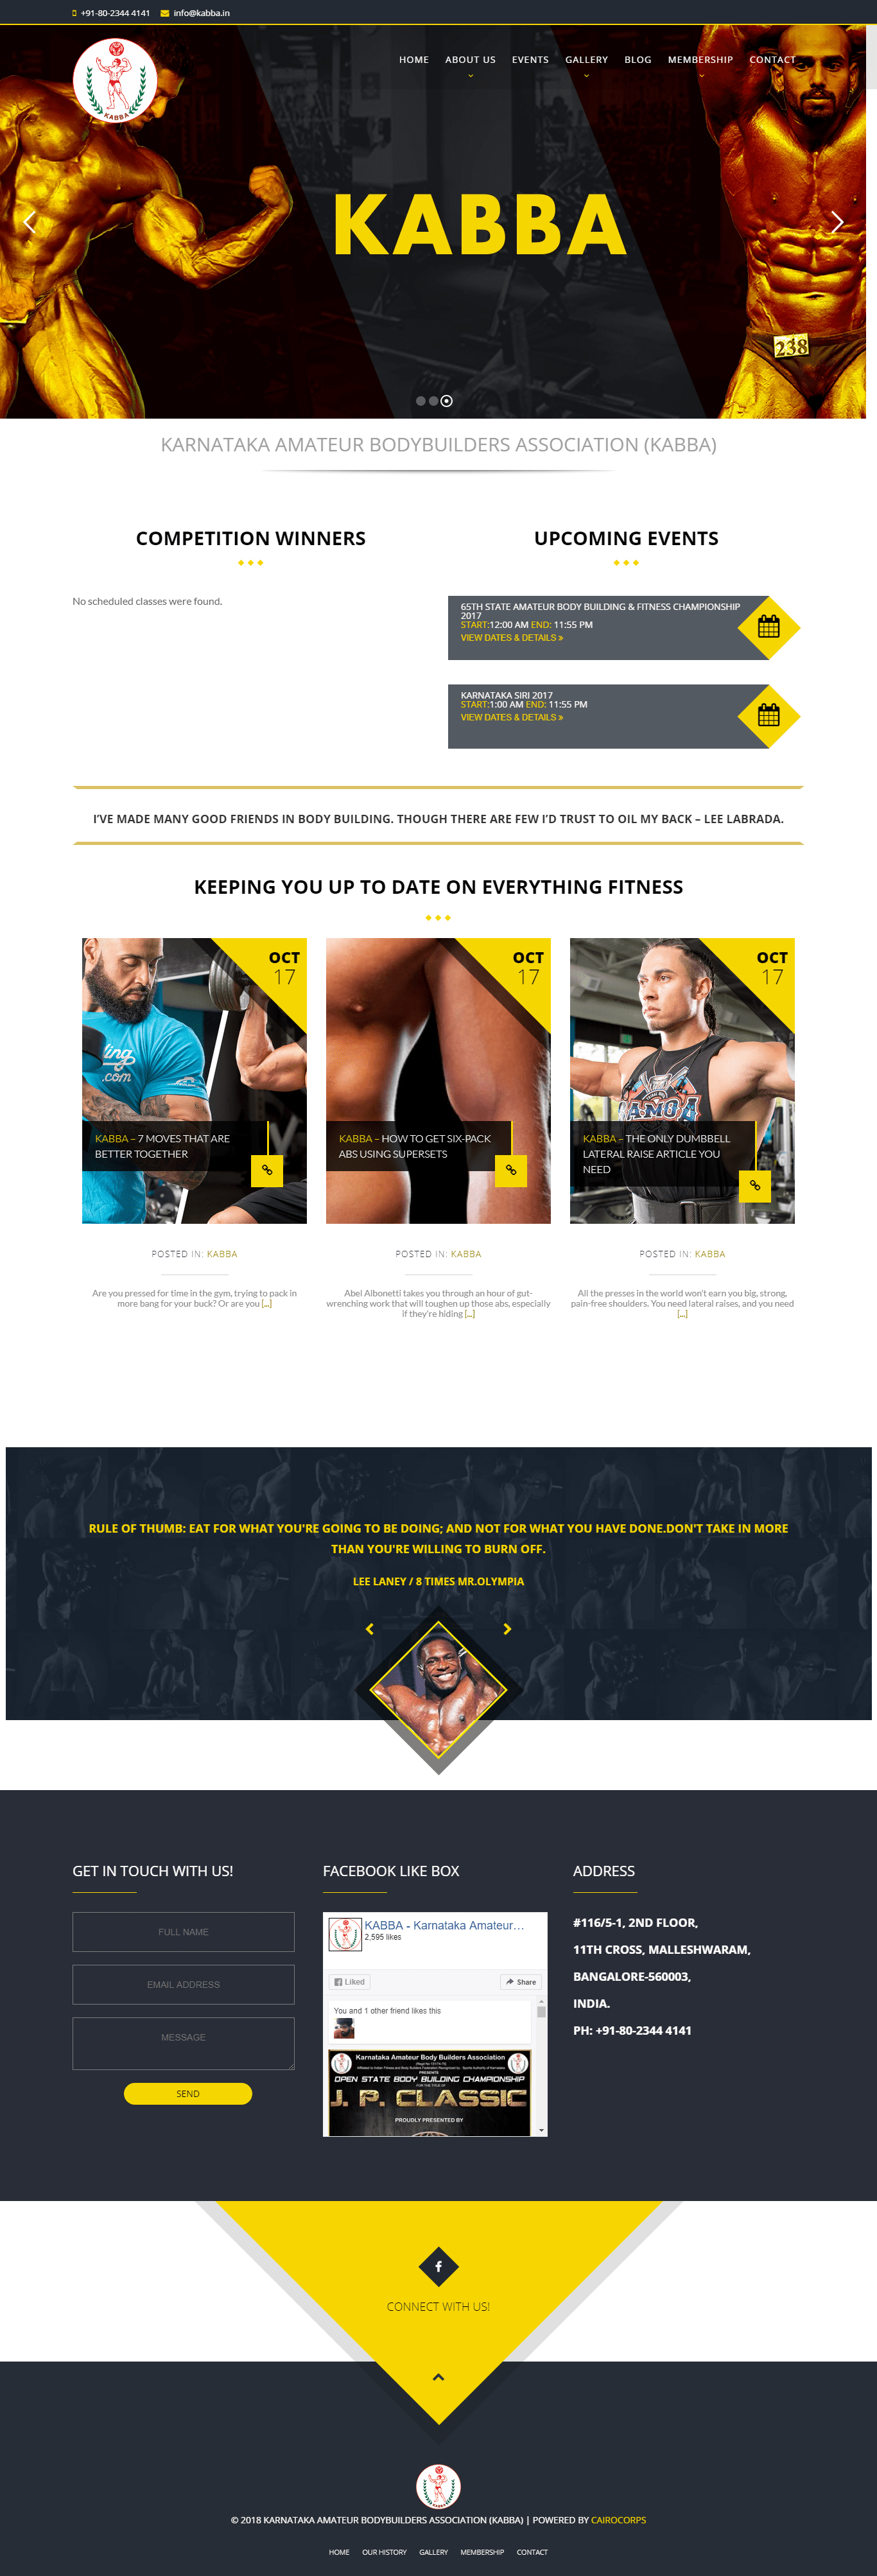 +91-80-2344 4141 info@kabba.in
KABBA
HOME ABOUT US EVENTS GALLERY BLOG MEMBERSHIP CONTACT
KABBA
238
KARNATAKA AMATEUR BODYBUILDERS ASSOCIATION (KABBA)
COMPETITION WINNERS
No scheduled classes were found.
UPCOMING EVENTS
65TH STATE AMATEUR BODY BUILDING & FITNESS CHAMPIONSHIP
2017
START:12:00 AM END: 11:55 PM
VIEW DATES & DETAILS »
KARNATAKA SIRI 2017
START:1:00 AM END: 11:55 PM
VIEW DATES & DETAILS »
I'VE MADE MANY GOOD FRIENDS IN BODY BUILDING. THOUGH THERE ARE FEW I'D TRUST TO OIL MY BACK – LEE LABRADA.
KEEPING YOU UP TO DATE ON EVERYTHING FITNESS
OCT
17
.com
KABBA – 7 MOVES THAT ARE
BETTER TOGETHER
POSTED IN: KABBA
Are you pressed for time in the gym, trying to pack in
more bang for your buck? Or are you [...]
OCT
17
KABBA – HOW TO GET SIX-PACK
ABS USING SUPERSETS
POSTED IN: KABBA
Abel Albonetti takes you through an hour of gut-
wrenching work that will toughen up those abs, especially
if they're hiding [...]
OCT
17
KABBA – THE ONLY DUMBBELL
LATERAL RAISE ARTICLE YOU
NEED
POSTED IN: KABBA
All the presses in the world won't earn you big, strong,
pain-free shoulders. You need lateral raises, and you need
[...]
RULE OF THUMB: EAT FOR WHAT YOU'RE GOING TO BE DOING; AND NOT FOR WHAT YOU HAVE DONE.DON'T TAKE IN MORE
THAN YOU'RE WILLING TO BURN OFF.
LEE LANEY / 8 TIMES MR.OLYMPIA
GET IN TOUCH WITH US!
FULL NAME
EMAIL ADDRESS
MESSAGE
SEND
FACEBOOK LIKE BOX
KABBA - Karnataka Amateur...
2,595 likes
Liked Share
You and 1 other friend likes this
Karnataka Amateur Body Builders Association
PRESENTS
OPEN STATE BODY BUILDING CHAMPIONSHIP
FOR THE TITLE OF
J. P. CLASSIC
PROUDLY PRESENTED BY
ADDRESS
#116/5-1, 2ND FLOOR,
11TH CROSS, MALLESHWARAM,
BANGALORE-560003,
INDIA.
PH: +91-80-2344 4141
CONNECT WITH US!
© 2018 KARNATAKA AMATEUR BODYBUILDERS ASSOCIATION (KABBA) | POWERED BY CAIROCORPS
HOME OUR HISTORY GALLERY MEMBERSHIP CONTACT